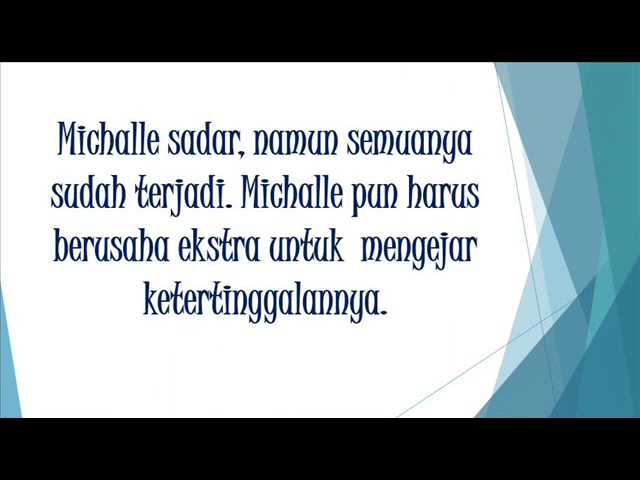 Michalle sadar, namun semuanya
sudah terjadi. Michalle pun harus
berusaha ekstra untuk mengejar
ketertinggalannya.